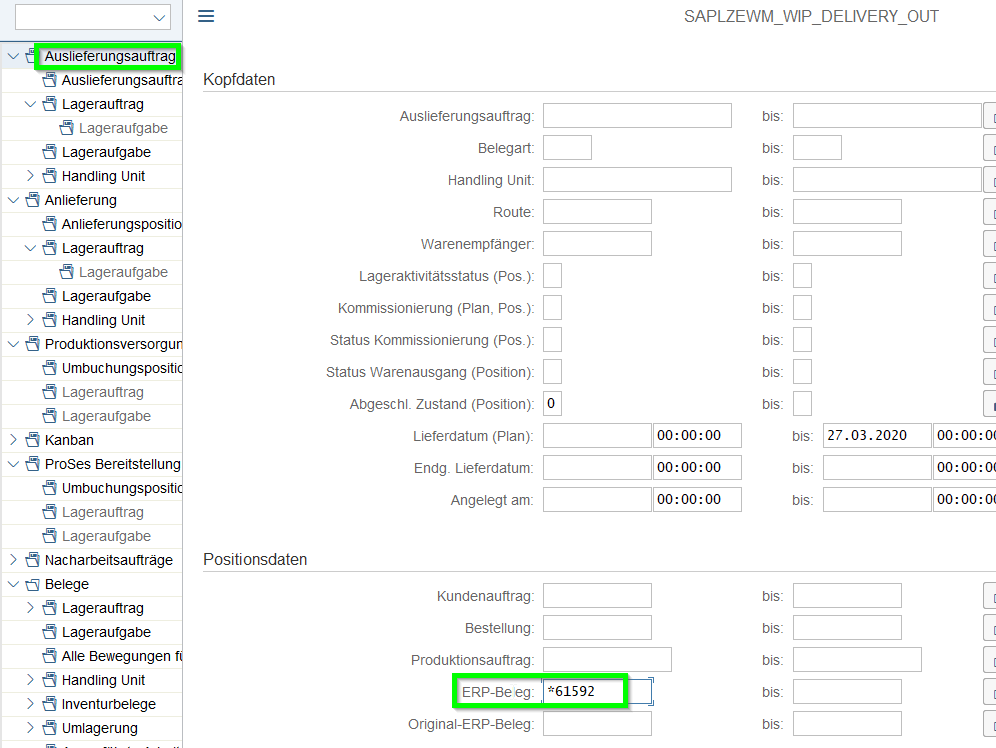 SAPLZEWM_WIP_DELIVERY_OUT
Auslieferungsauftrag
Auslieferungsauftra
Lagerauftrag
Lageraufgabe
Lageraufgabe
Handling Unit
Anlieferung
Anlieferungspositio
Lagerauftrag
Lageraufgabe
Lageraufgabe
Handling Unit
Produktionsversorgun
Umbuchungspositio
Lagerauftrag
Lageraufgabe
Kanban
ProSes Bereitstellung
Umbuchungspositio
Lagerauftrag
Lageraufgabe
Nacharbeitsaufträge
Belege
Lagerauftrag
Lageraufgabe
Alle Bewegungen fü
Handling Unit
Inventurbelege
Umlagerung
Kopfdaten
Auslieferungsauftrag: bis:
Belegart: bis:
Handling Unit: bis:
Route: bis:
Warenempfänger: bis:
Lageraktivitätsstatus (Pos.): bis:
Kommissionierung (Plan, Pos.): bis:
Status Kommissionierung (Pos.): bis:
Status Warenausgang (Position): bis:
Abgeschl. Zustand (Position): 0 bis:
Lieferdatum (Plan): 00:00:00 bis: 27.03.2020 00:00:00
Endg. Lieferdatum: 00:00:00 bis: 00:00:00
Angelegt am: 00:00:00 bis: 00:00:00
Positionsdaten
Kundenauftrag: bis:
Bestellung: bis:
Produktionsauftrag: bis:
ERP-Beleg: *61592 bis:
Original-ERP-Beleg: bis: